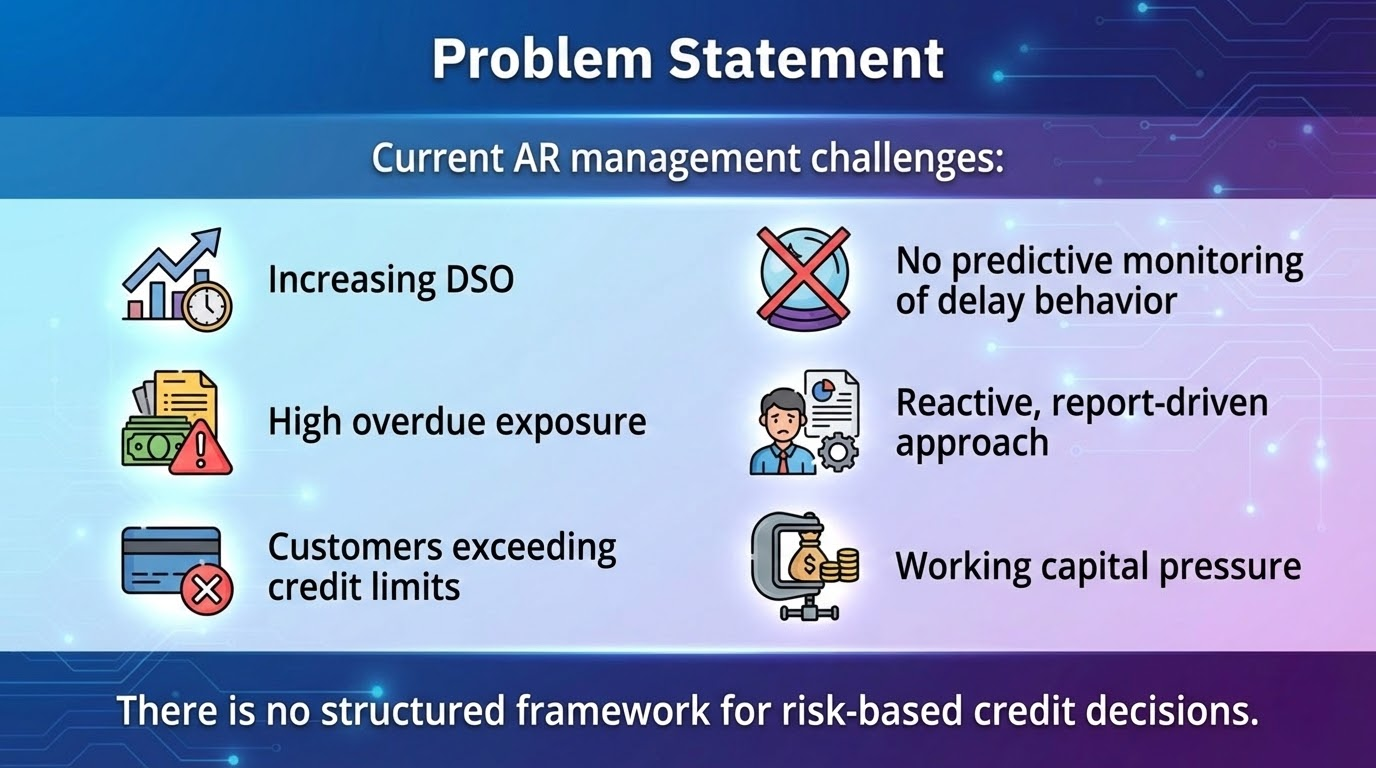 Problem Statement
Current AR management challenges:
Increasing DSO
High overdue exposure
Customers exceeding
credit limits
No predictive monitoring
of delay behavior
Reactive, report-driven
approach
Working capital pressure
There is no structured framework for risk-based credit decisions.